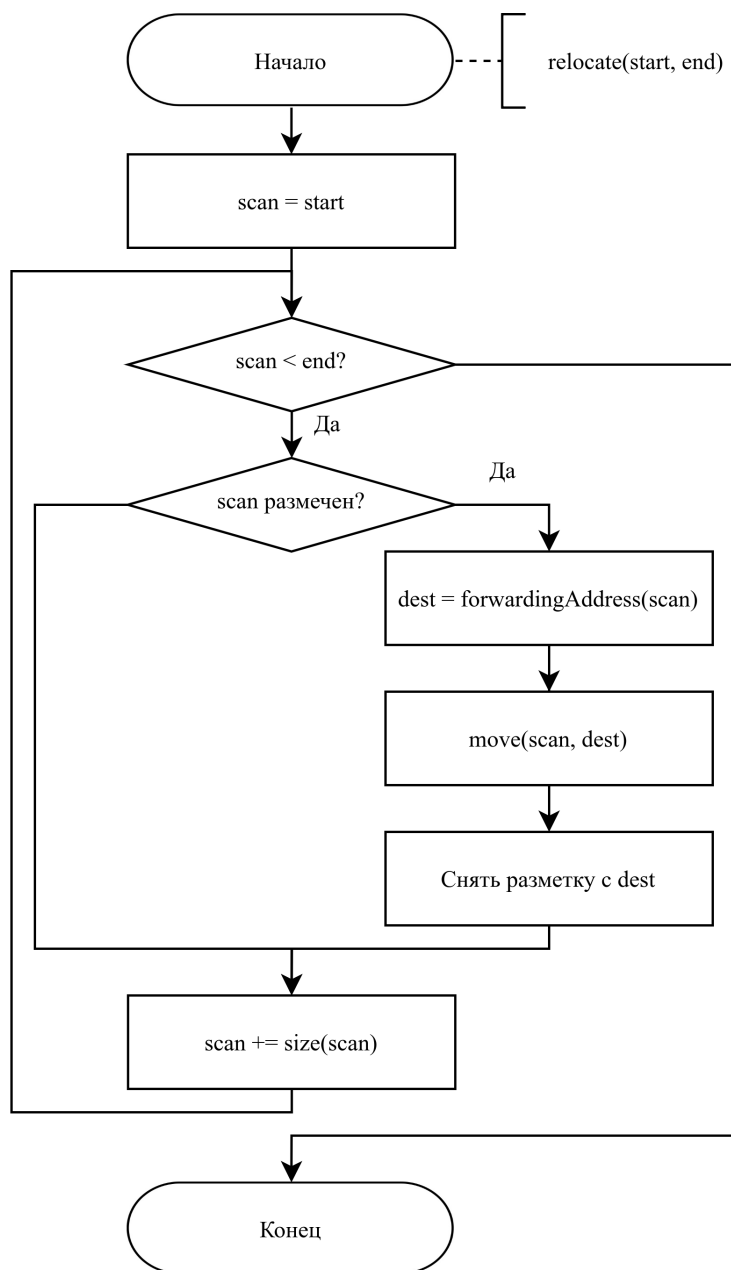 Начало
relocate(start, end)
scan = start
scan < end?
Да
scan размечен?
Да
dest = forwardingAddress(scan)
move(scan, dest)
Снять разметку с dest
scan += size(scan)
Конец